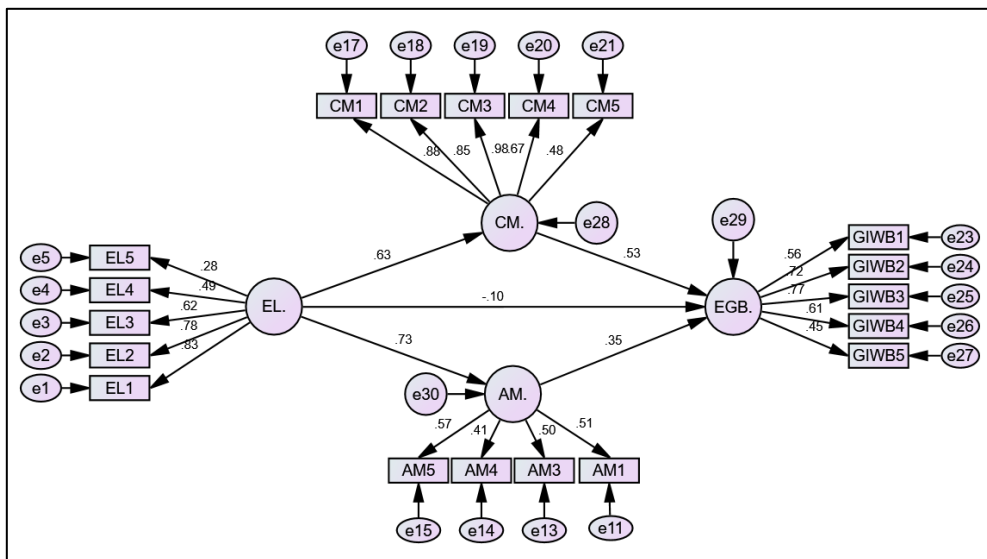 e17 e18 e19 e20 e21
CM1 CM2 CM3 CM4 CM5
.88 .85 .98 .67 .48
CM. e28
e29
.63 .53
e5 EL5 .28
e4 EL4 .49
e3 EL3 .62
e2 EL2 .78
e1 EL1 .83
EL. -.10 EGB.
.56 GIWB1 e23
.72 GIWB2 e24
.77 GIWB3 e25
.61 GIWB4 e26
.45 GIWB5 e27
.73 .35
e30 AM.
.57 .41 .50 .51
AM5 AM4 AM3 AM1
e15 e14 e13 e11